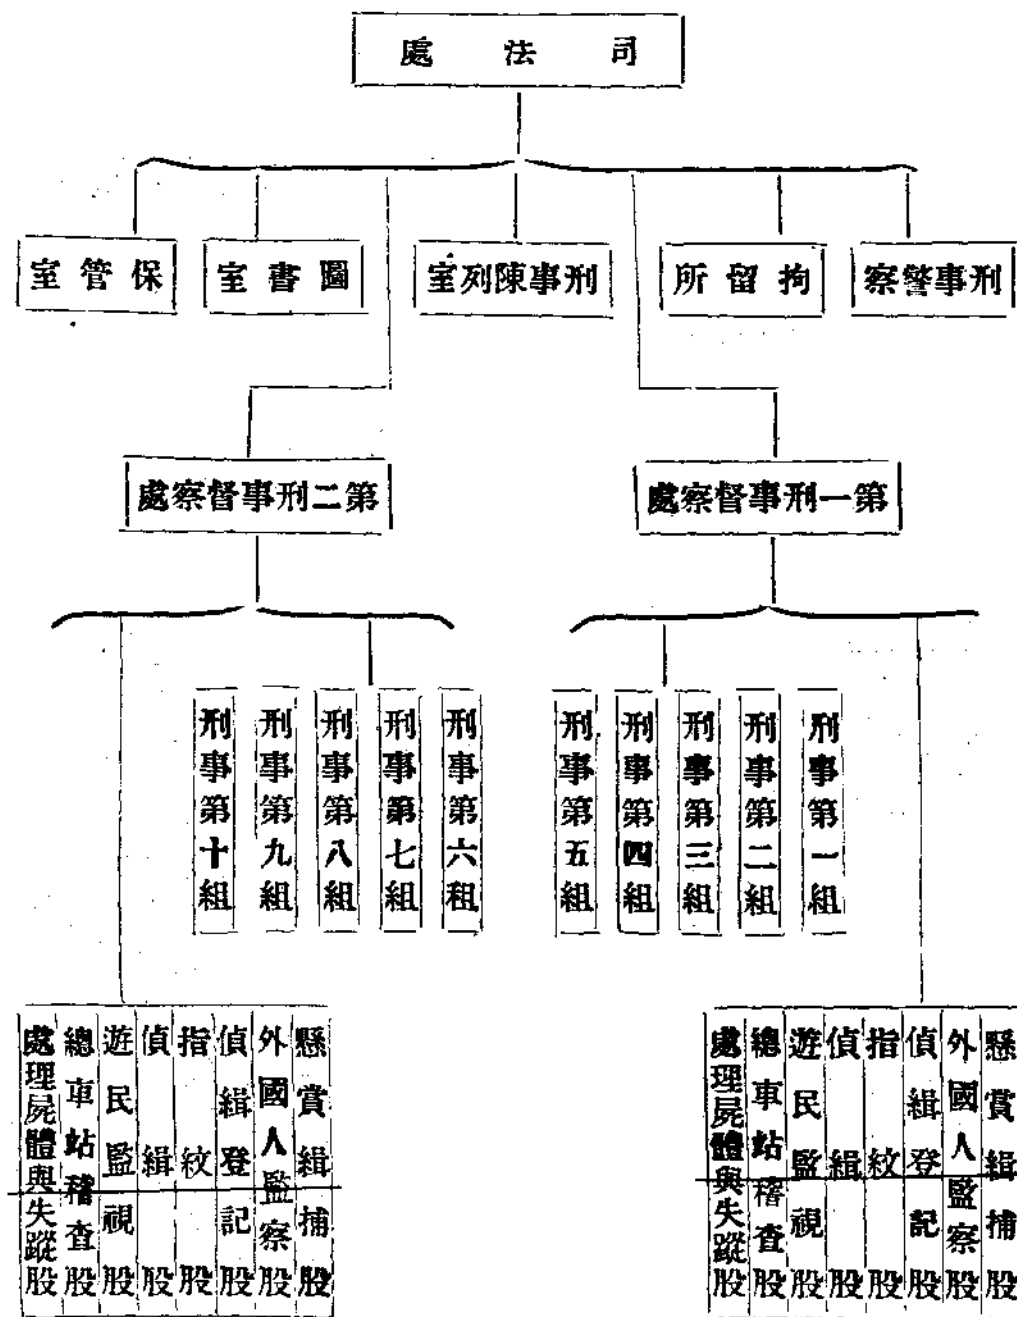 司法處
刑事警察
拘留所
刑事陳列室
圖書室
保管室
第一刑事督察處
第二刑事督察處
刑事第一組
刑事第二組
刑事第三組
刑事第四組
刑事第五組
刑事第六租
刑事第七組
刑事第八組
刑事第九組
刑事第十組
懸賞緝捕股
外國人監察股
偵緝登記股
指紋股
偵緝股
遊民監視股
總車站稽查股
處理屍體與失蹤股
懸賞緝捕股
外國人監察股
偵緝登記股
指紋股
偵緝股
遊民監視股
總車站稽查股
處理屍體與失蹤股